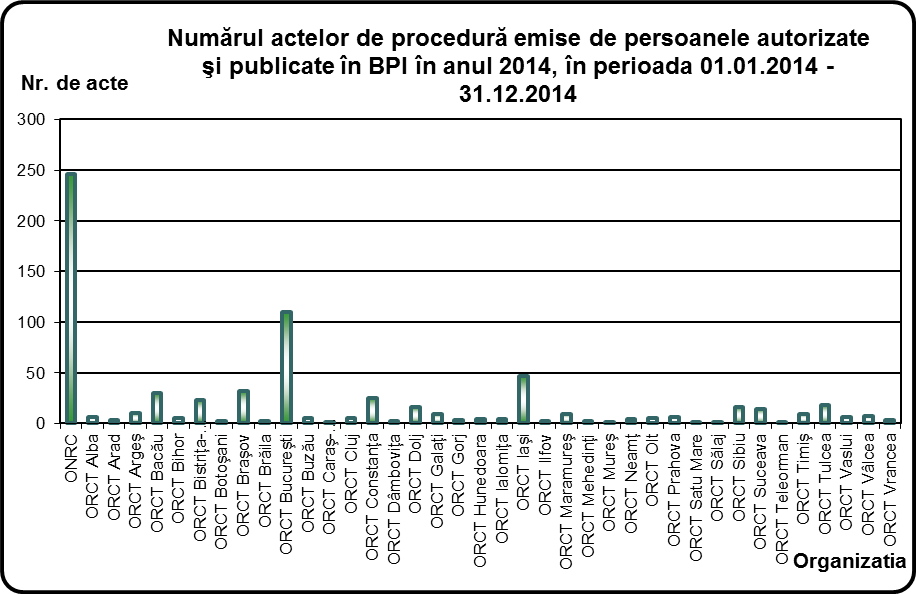 Numărul actelor de procedură emise de persoanele autorizate
şi publicate în BPI în anul 2014, în perioada 01.01.2014 -
31.12.2014
Nr. de acte
300
250
200
150
100
50
0
ONRC
ORCT Alba
ORCT Arad
ORCT Argeş
ORCT Bacău
ORCT Bihor
ORCT Bistriţa-...
ORCT Botoşani
ORCT Braşov
ORCT Brăila
ORCT Bucureşti
ORCT Buzău
ORCT Caraş-...
ORCT Cluj
ORCT Constanţa
ORCT Dâmboviţa
ORCT Dolj
ORCT Galaţi
ORCT Gorj
ORCT Hunedoara
ORCT Ialomiţa
ORCT Iaşi
ORCT Ilfov
ORCT Maramureş
ORCT Mehedinţi
ORCT Mureş
ORCT Neamţ
ORCT Olt
ORCT Prahova
ORCT Satu Mare
ORCT Sălaj
ORCT Sibiu
ORCT Suceava
ORCT Teleorman
ORCT Timiş
ORCT Tulcea
ORCT Vaslui
ORCT Vâlcea
ORCT Vrancea
Organizatia